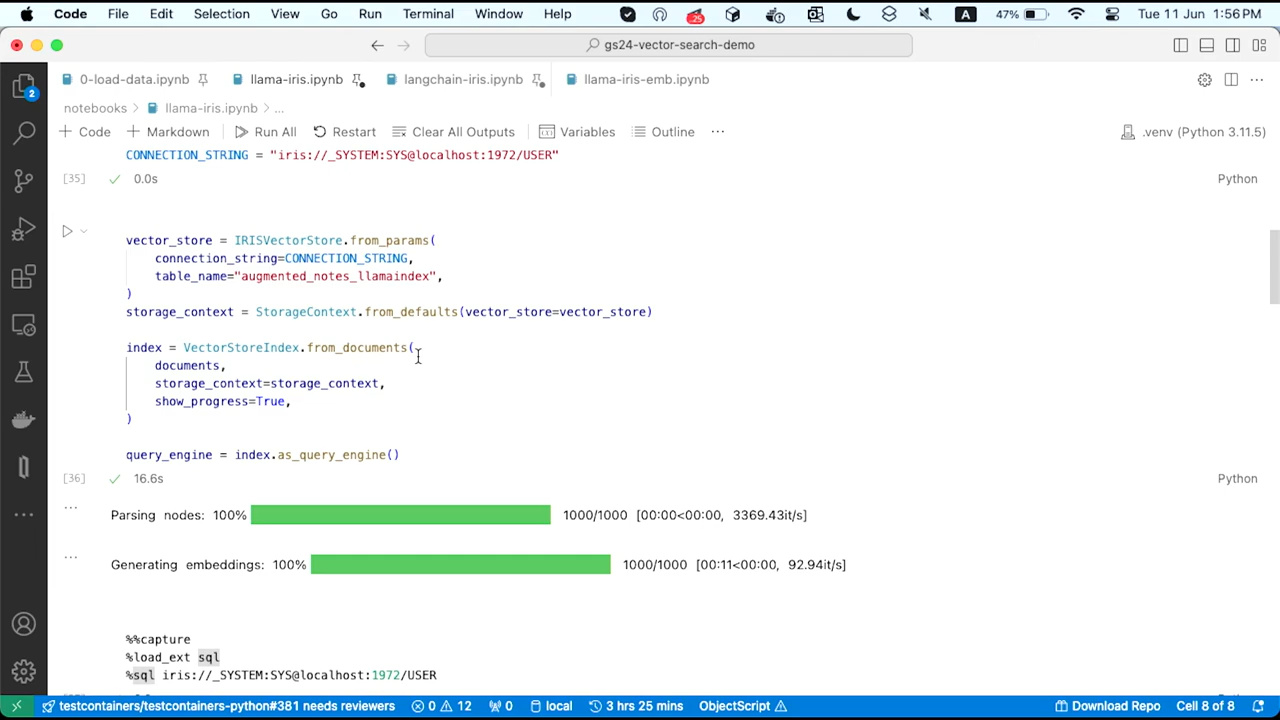 Code File Edit Selection View Go Run Terminal Window Help .25 A 47% Tue 11 Jun 1:56 PM
gs24-vector-search-demo
2
0-load-data.ipynb llama-iris.ipynb langchain-iris.ipynb llama-iris-emb.ipynb
notebooks > llama-iris.ipynb > ...
+ Code + Markdown Run All Restart Clear All Outputs Variables Outline ... .venv (Python 3.11.5)
CONNECTION_STRING = "iris://_SYSTEM:SYS@localhost:1972/USER"
[35] 0.0s Python
vector_store = IRISVectorStore.from_params(
connection_string=CONNECTION_STRING,
table_name="augmented_notes_llamaindex",
)
storage_context = StorageContext.from_defaults(vector_store=vector_store)
index = VectorStoreIndex.from_documents(
documents,
storage_context=storage_context,
show_progress=True,
)
query_engine = index.as_query_engine()
[36] 16.6s Python
... Parsing nodes: 100% 1000/1000 [00:00<00:00, 3369.43it/s]
... Generating embeddings: 100% 1000/1000 [00:11<00:00, 92.94it/s]
%%capture
%load_ext sql
%sql iris://_SYSTEM:SYS@localhost:1972/USER
testcontainers/testcontainers-python#381 needs reviewers 0 12 0 local 3 hrs 25 mins ObjectScript Download Repo Cell 8 of 8